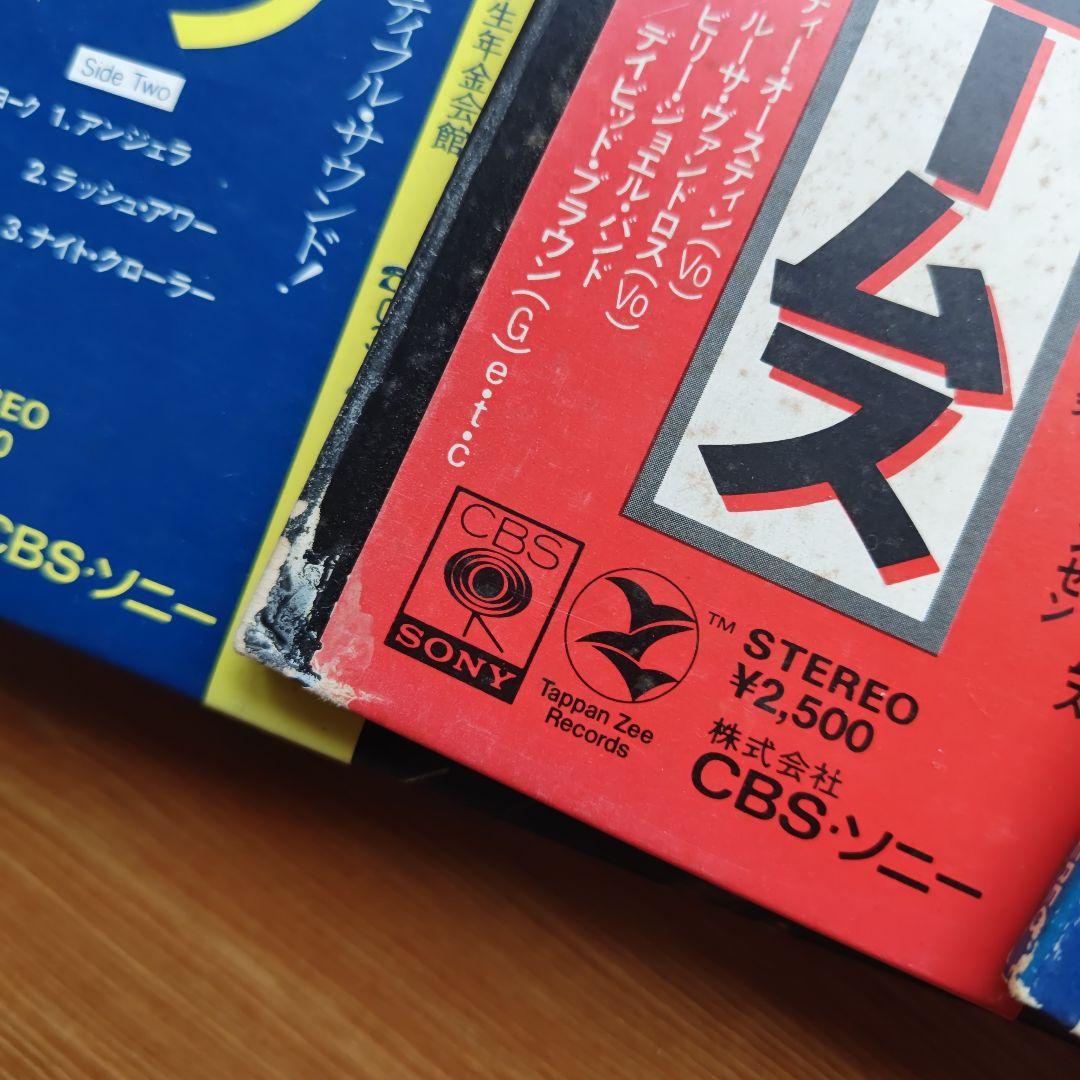 Side Two
ヨーク
1.アンジェラ
2.ラッシュ・アワー
3.ナイト・クローラー
ティフル・サウンド!
生年金会館
CBS・ソニー
ティー・オースティン(Vo)
ルーサ・ヴァンドロス(Vo)
ビリー・ジョエル・バンド
デイビッド・ブラウン(G)e・t・c
ームス
CBS
SONY
Tappan Zee
Records
TM
STEREO
¥2,500
株式会社
CBS・ソニー